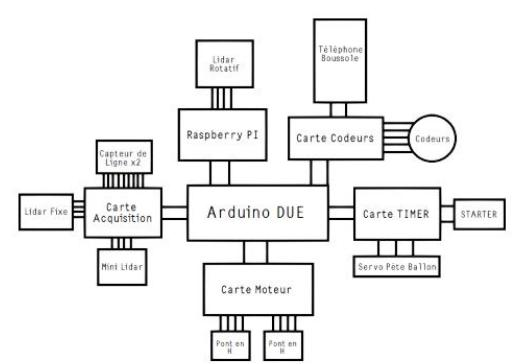 Téléphone
Boussole
Lidar
Rotatif
Raspberry PI
Carte Codeurs
Codeurs
Capteur de
Ligne x2
Lidar Fixe
Carte
Acquisition
Arduino DUE
Carte TIMER
STARTER
Mini Lidar
Servo Pète Ballon
Carte Moteur
Pont en
H
Pont en
H